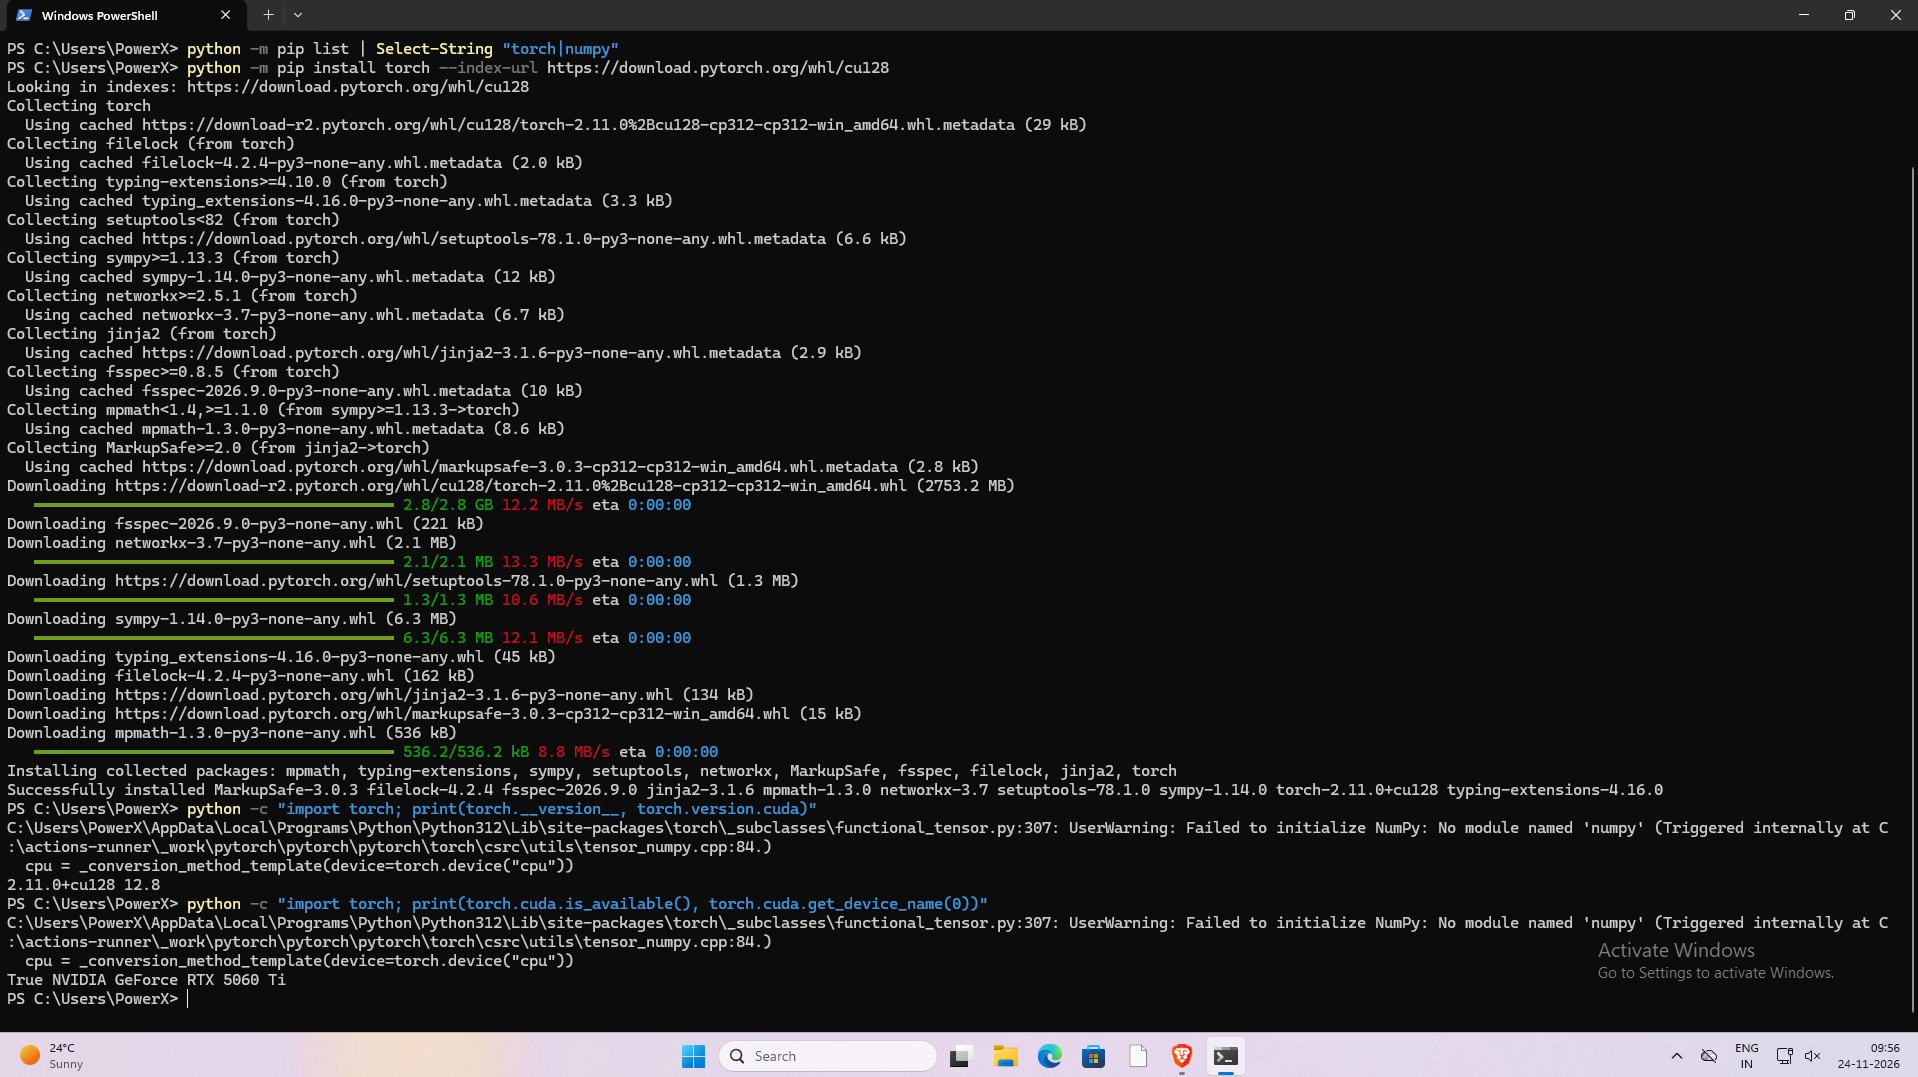 Windows PowerShell
PS C:\Users\PowerX> python -m pip list | Select-String "torch|numpy"
PS C:\Users\PowerX> python -m pip install torch --index-url https://download.pytorch.org/whl/cu128
Looking in indexes: https://download.pytorch.org/whl/cu128
Collecting torch
  Using cached https://download-r2.pytorch.org/whl/cu128/torch-2.11.0%2Bcu128-cp312-cp312-win_amd64.whl.metadata (29 kB)
Collecting filelock (from torch)
  Using cached filelock-4.2.4-py3-none-any.whl.metadata (2.0 kB)
Collecting typing-extensions>=4.10.0 (from torch)
  Using cached typing_extensions-4.16.0-py3-none-any.whl.metadata (3.3 kB)
Collecting setuptools<82 (from torch)
  Using cached https://download.pytorch.org/whl/setuptools-78.1.0-py3-none-any.whl.metadata (6.6 kB)
Collecting sympy>=1.13.3 (from torch)
  Using cached sympy-1.14.0-py3-none-any.whl.metadata (12 kB)
Collecting networkx>=2.5.1 (from torch)
  Using cached networkx-3.7-py3-none-any.whl.metadata (6.7 kB)
Collecting jinja2 (from torch)
  Using cached https://download.pytorch.org/whl/jinja2-3.1.6-py3-none-any.whl.metadata (2.9 kB)
Collecting fsspec>=0.8.5 (from torch)
  Using cached fsspec-2026.9.0-py3-none-any.whl.metadata (10 kB)
Collecting mpmath<1.4,>=1.1.0 (from sympy>=1.13.3->torch)
  Using cached mpmath-1.3.0-py3-none-any.whl.metadata (8.6 kB)
Collecting MarkupSafe>=2.0 (from jinja2->torch)
  Using cached https://download.pytorch.org/whl/markupsafe-3.0.3-cp312-cp312-win_amd64.whl.metadata (2.8 kB)
Downloading https://download-r2.pytorch.org/whl/cu128/torch-2.11.0%2Bcu128-cp312-cp312-win_amd64.whl (2753.2 MB)
2.8/2.8 GB 12.2 MB/s eta 0:00:00
Downloading fsspec-2026.9.0-py3-none-any.whl (221 kB)
Downloading networkx-3.7-py3-none-any.whl (2.1 MB)
2.1/2.1 MB 13.3 MB/s eta 0:00:00
Downloading https://download.pytorch.org/whl/setuptools-78.1.0-py3-none-any.whl (1.3 MB)
1.3/1.3 MB 10.6 MB/s eta 0:00:00
Downloading sympy-1.14.0-py3-none-any.whl (6.3 MB)
6.3/6.3 MB 12.1 MB/s eta 0:00:00
Downloading typing_extensions-4.16.0-py3-none-any.whl (45 kB)
Downloading filelock-4.2.4-py3-none-any.whl (162 kB)
Downloading https://download.pytorch.org/whl/jinja2-3.1.6-py3-none-any.whl (134 kB)
Downloading https://download.pytorch.org/whl/markupsafe-3.0.3-cp312-cp312-win_amd64.whl (15 kB)
Downloading mpmath-1.3.0-py3-none-any.whl (536 kB)
536.2/536.2 kB 8.8 MB/s eta 0:00:00
Installing collected packages: mpmath, typing-extensions, sympy, setuptools, networkx, MarkupSafe, fsspec, filelock, jinja2, torch
Successfully installed MarkupSafe-3.0.3 filelock-4.2.4 fsspec-2026.9.0 jinja2-3.1.6 mpmath-1.3.0 networkx-3.7 setuptools-78.1.0 sympy-1.14.0 torch-2.11.0+cu128 typing-extensions-4.16.0
PS C:\Users\PowerX> python -c "import torch; print(torch.__version__, torch.version.cuda)"
C:\Users\PowerX\AppData\Local\Programs\Python\Python312\Lib\site-packages\torch\_subclasses\functional_tensor.py:307: UserWarning: Failed to initialize NumPy: No module named 'numpy' (Triggered internally at C
:\actions-runner\_work\pytorch\pytorch\pytorch\torch\csrc\utils\tensor_numpy.cpp:84.)
  cpu = _conversion_method_template(device=torch.device("cpu"))
2.11.0+cu128 12.8
PS C:\Users\PowerX> python -c "import torch; print(torch.cuda.is_available(), torch.cuda.get_device_name(0))"
C:\Users\PowerX\AppData\Local\Programs\Python\Python312\Lib\site-packages\torch\_subclasses\functional_tensor.py:307: UserWarning: Failed to initialize NumPy: No module named 'numpy' (Triggered internally at C
:\actions-runner\_work\pytorch\pytorch\pytorch\torch\csrc\utils\tensor_numpy.cpp:84.)
  cpu = _conversion_method_template(device=torch.device("cpu"))
True NVIDIA GeForce RTX 5060 Ti
PS C:\Users\PowerX>
Activate Windows
Go to Settings to activate Windows.
24°C
Sunny
Search
ENG
IN
09:56
24-11-2026